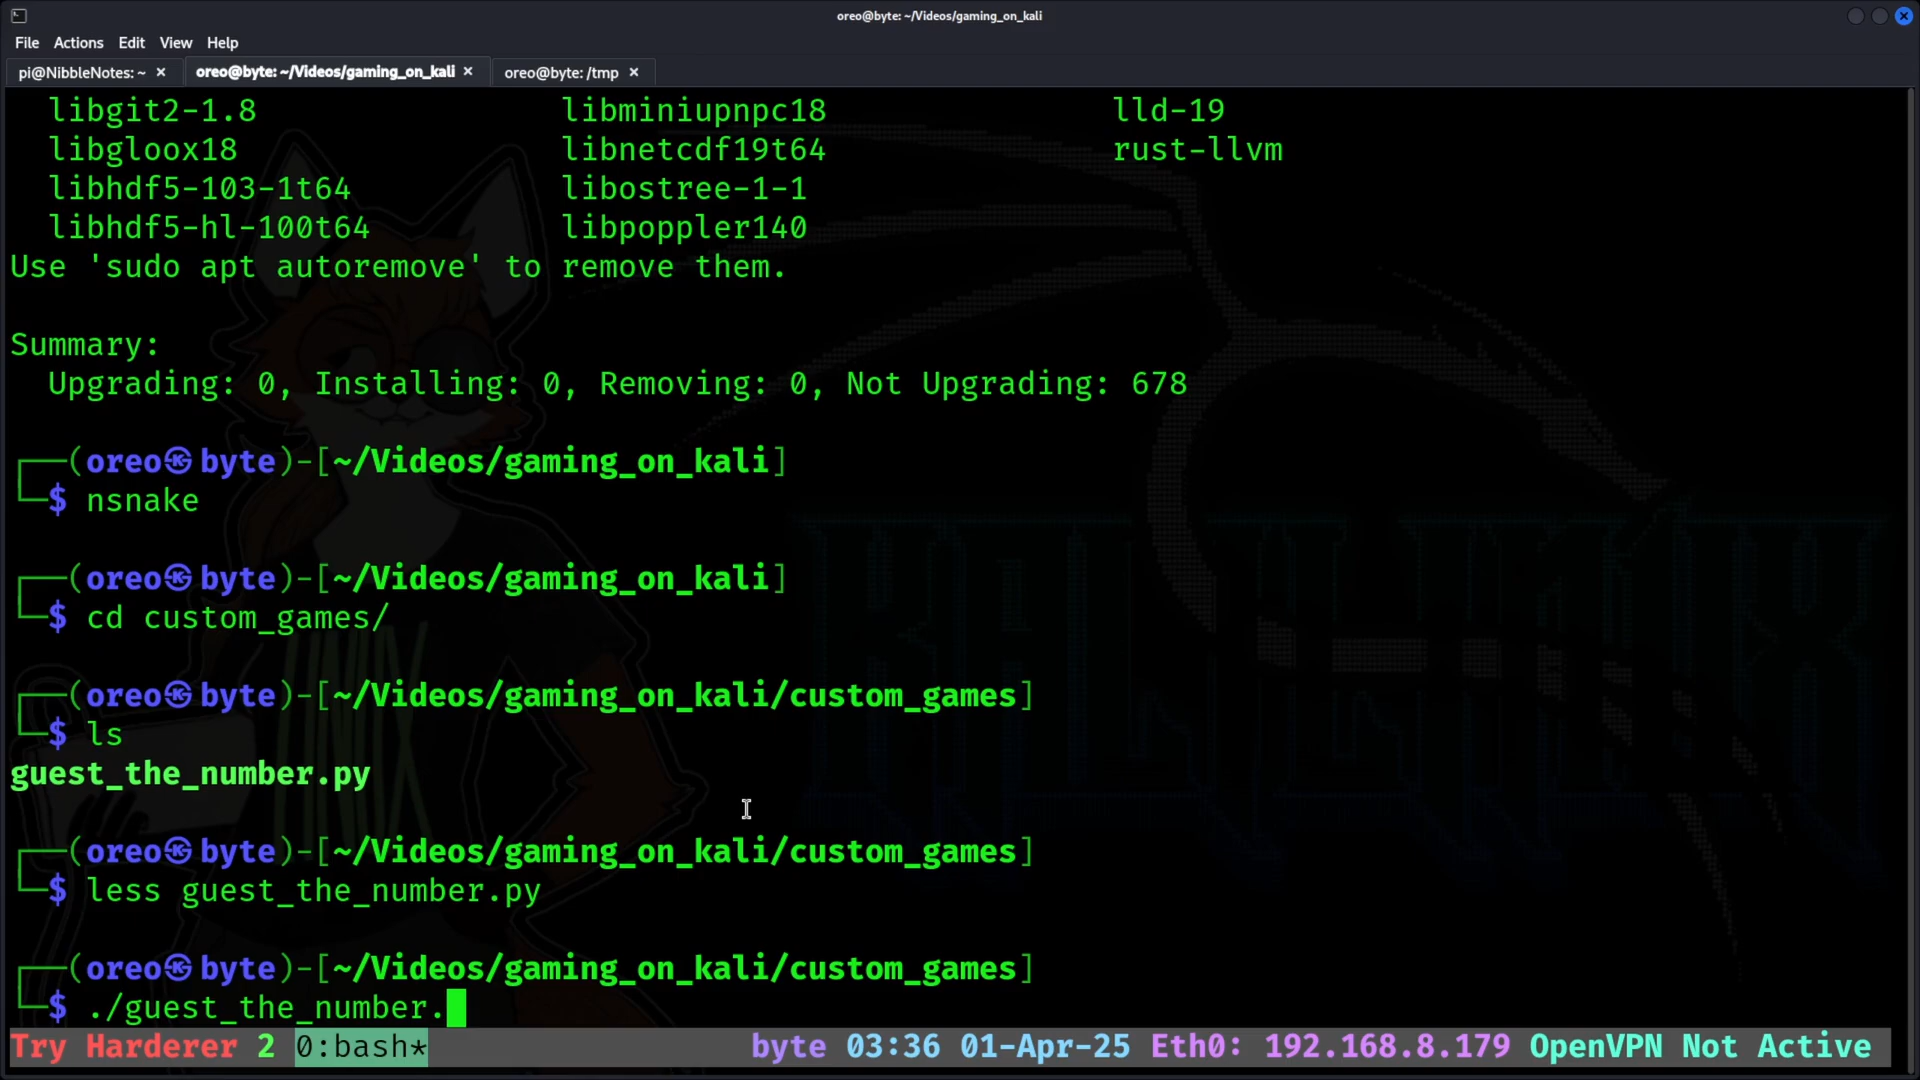 oreo@byte: ~/Videos/gaming_on_kali
File Actions Edit View Help
pi@NibbleNotes: ~ × oreo@byte: ~/Videos/gaming_on_kali × oreo@byte: /tmp ×
libgit2-1.8 libminiupnpc18 lld-19
libgloox18 libnetcdf19t64 rust-llvm
libhdf5-103-1t64 libostree-1-1
libhdf5-hl-100t64 libpoppler140
Use 'sudo apt autoremove' to remove them.
Summary:
Upgrading: 0, Installing: 0, Removing: 0, Not Upgrading: 678
┌──(oreo㉿byte)-[~/Videos/gaming_on_kali]
└─$ nsnake
┌──(oreo㉿byte)-[~/Videos/gaming_on_kali]
└─$ cd custom_games/
┌──(oreo㉿byte)-[~/Videos/gaming_on_kali/custom_games]
└─$ ls
guest_the_number.py
┌──(oreo㉿byte)-[~/Videos/gaming_on_kali/custom_games]
└─$ less guest_the_number.py
┌──(oreo㉿byte)-[~/Videos/gaming_on_kali/custom_games]
└─$ ./guest_the_number.
Try Harderer 2 0:bash* byte 03:36 01-Apr-25 Eth0: 192.168.8.179 OpenVPN Not Active